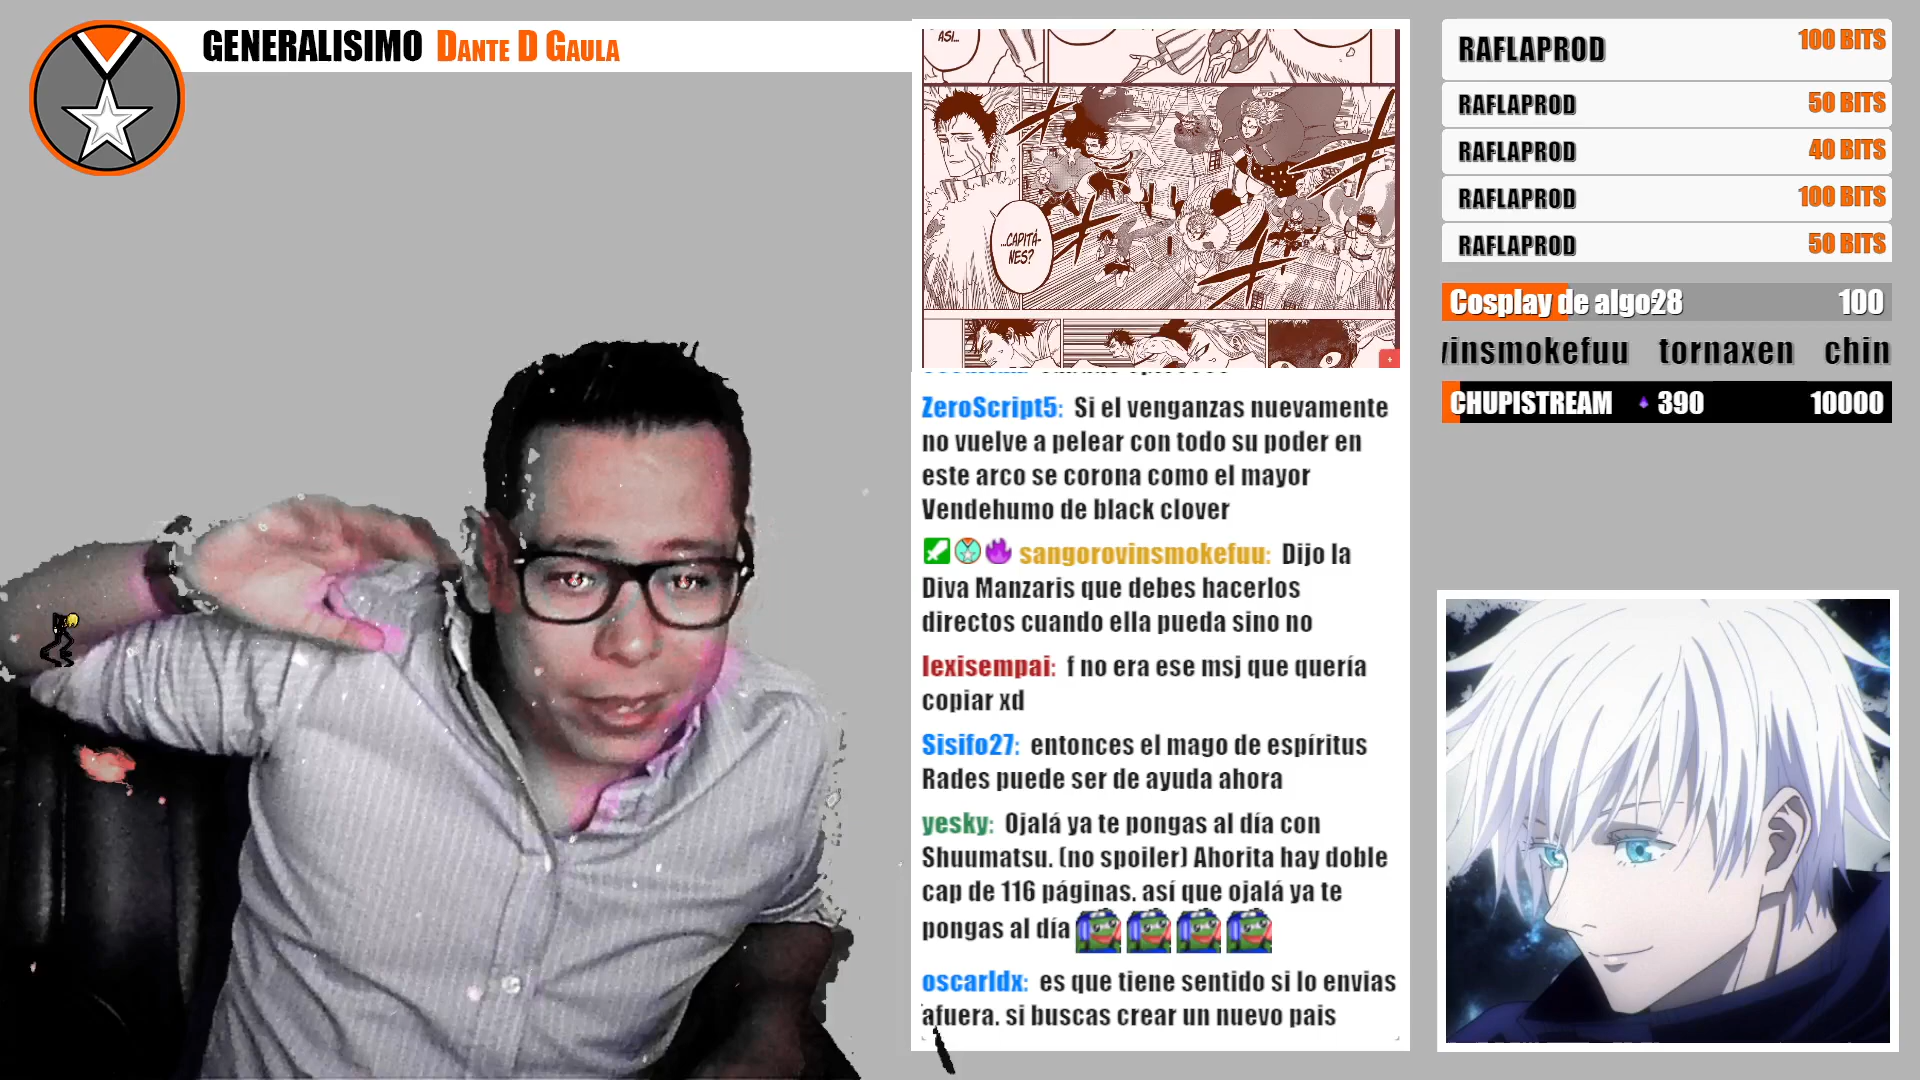 GENERALISIMO Dante D Gaula
ASI...
...CAPITÁ-
NES?
ZeroScript5: Si el venganzas nuevamente
no vuelve a pelear con todo su poder en
este arco se corona como el mayor
Vendehumo de black clover
sangorovinsmokefuu: Dijo la
Diva Manzaris que debes hacerlos
directos cuando ella pueda sino no
lexisempai: f no era ese msj que quería
copiar xd
Sisifo27: entonces el mago de espíritus
Rades puede ser de ayuda ahora
yesky: Ojalá ya te pongas al día con
Shuumatsu. (no spoiler) Ahorita hay doble
cap de 116 páginas. así que ojalá ya te
pongas al día
oscarldx: es que tiene sentido si lo envias
afuera. si buscas crear un nuevo pais
RAFLAPROD 100 BITS
RAFLAPROD 50 BITS
RAFLAPROD 40 BITS
RAFLAPROD 100 BITS
RAFLAPROD 50 BITS
Cosplay de algo28 100
vinsmokefuu tornaxen chin
CHUPISTREAM 390 10000